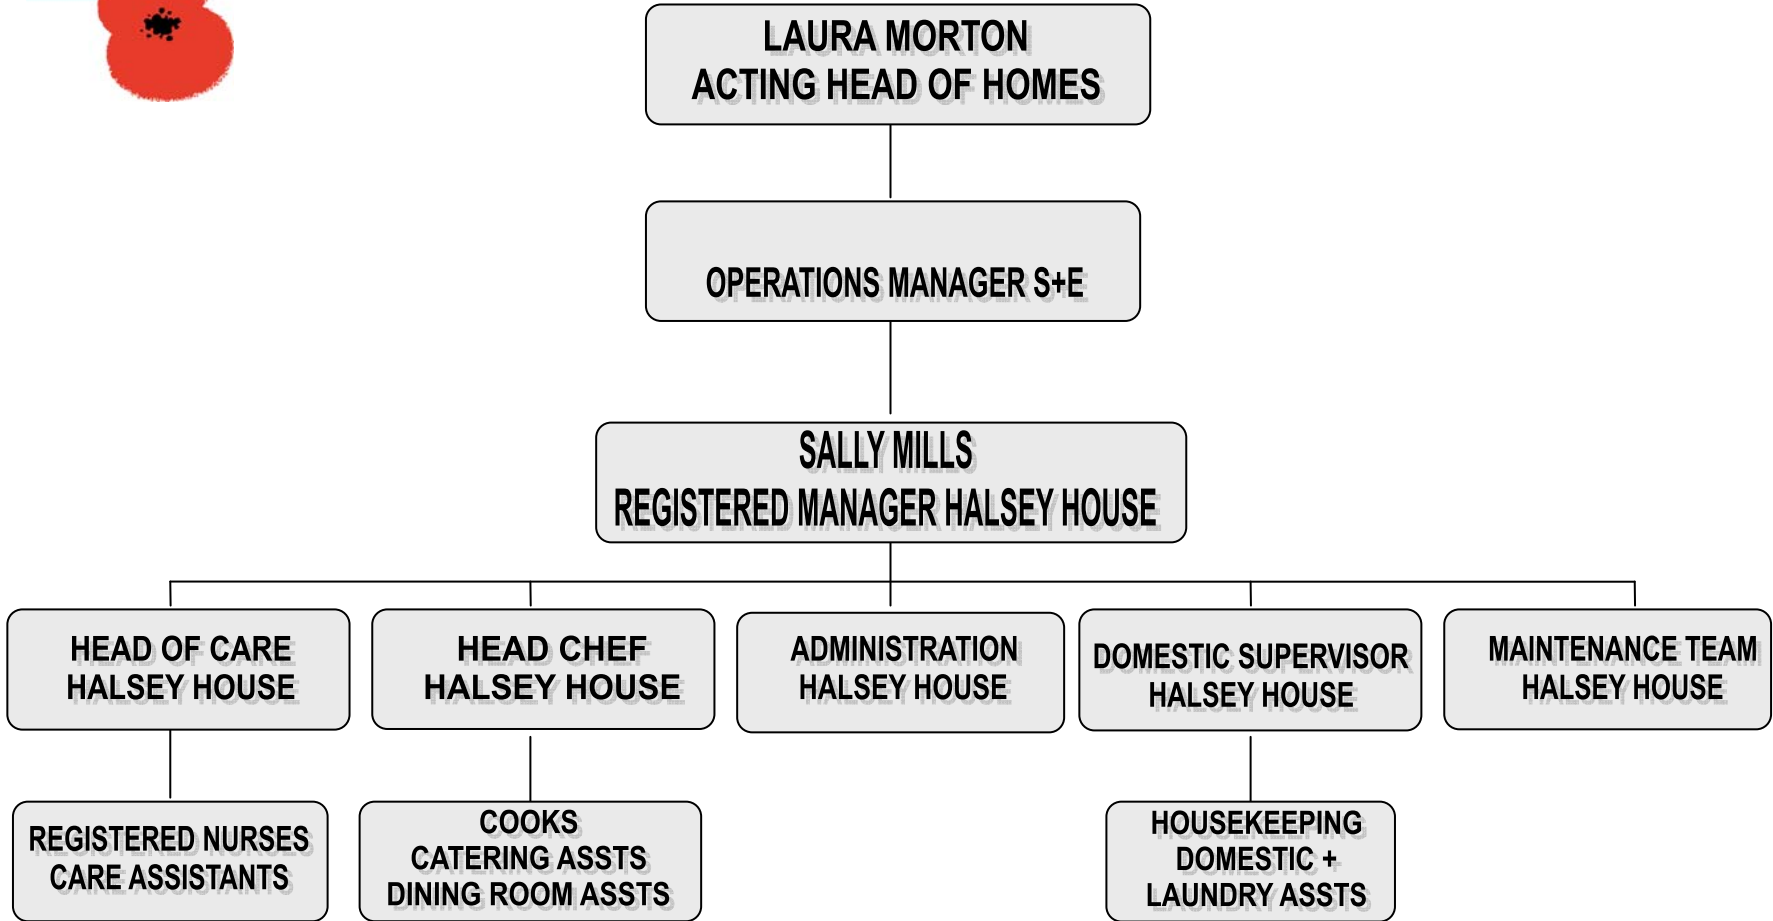 LAURA MORTON
ACTING HEAD OF HOMES
OPERATIONS MANAGER S+E
SALLY MILLS
REGISTERED MANAGER HALSEY HOUSE
HEAD OF CARE
HALSEY HOUSE
HEAD CHEF
HALSEY HOUSE
ADMINISTRATION
HALSEY HOUSE
DOMESTIC SUPERVISOR
HALSEY HOUSE
MAINTENANCE TEAM
HALSEY HOUSE
REGISTERED NURSES
CARE ASSISTANTS
COOKS
CATERING ASSTS
DINING ROOM ASSTS
HOUSEKEEPING
DOMESTIC +
LAUNDRY ASSTS